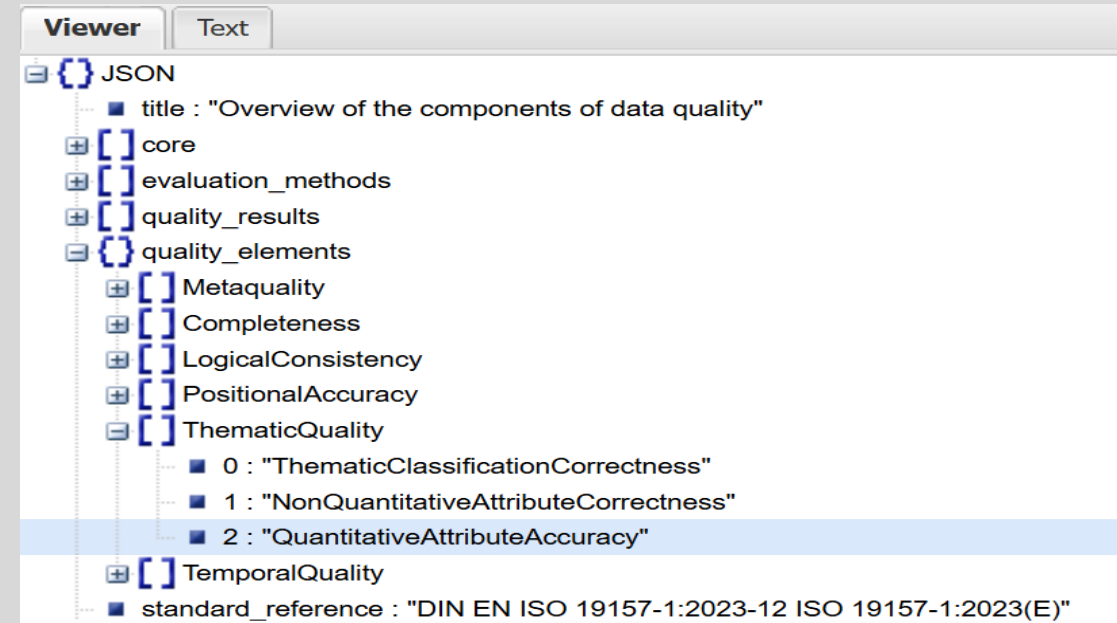 Viewer Text
JSON
title : "Overview of the components of data quality"
core
evaluation_methods
quality_results
quality_elements
Metaquality
Completeness
LogicalConsistency
PositionalAccuracy
ThematicQuality
0 : "ThematicClassificationCorrectness"
1 : "NonQuantitativeAttributeCorrectness"
2 : "QuantitativeAttributeAccuracy"
TemporalQuality
standard_reference : "DIN EN ISO 19157-1:2023-12 ISO 19157-1:2023(E)"